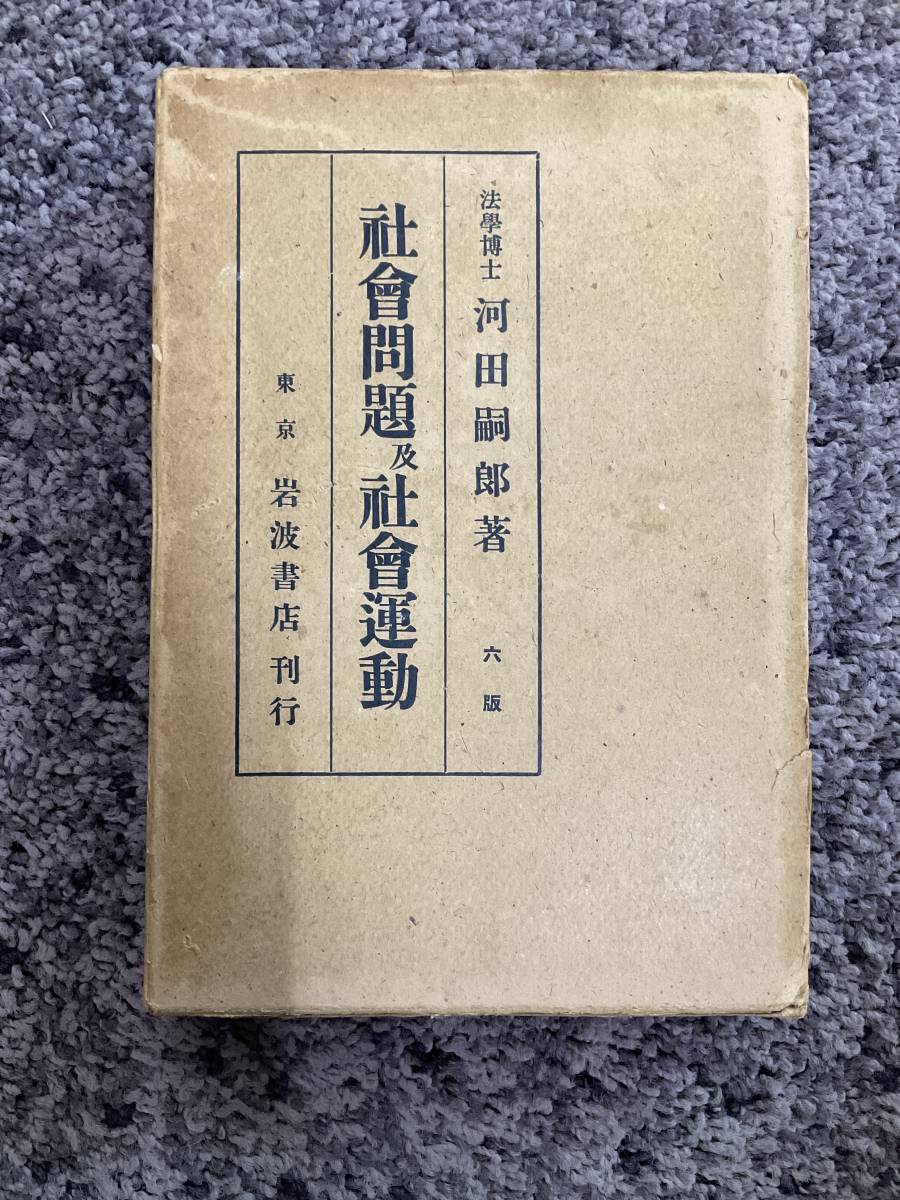 法學博士 河田嗣郎著 六版
社會問題及社會運動
東京 岩波書店刊行